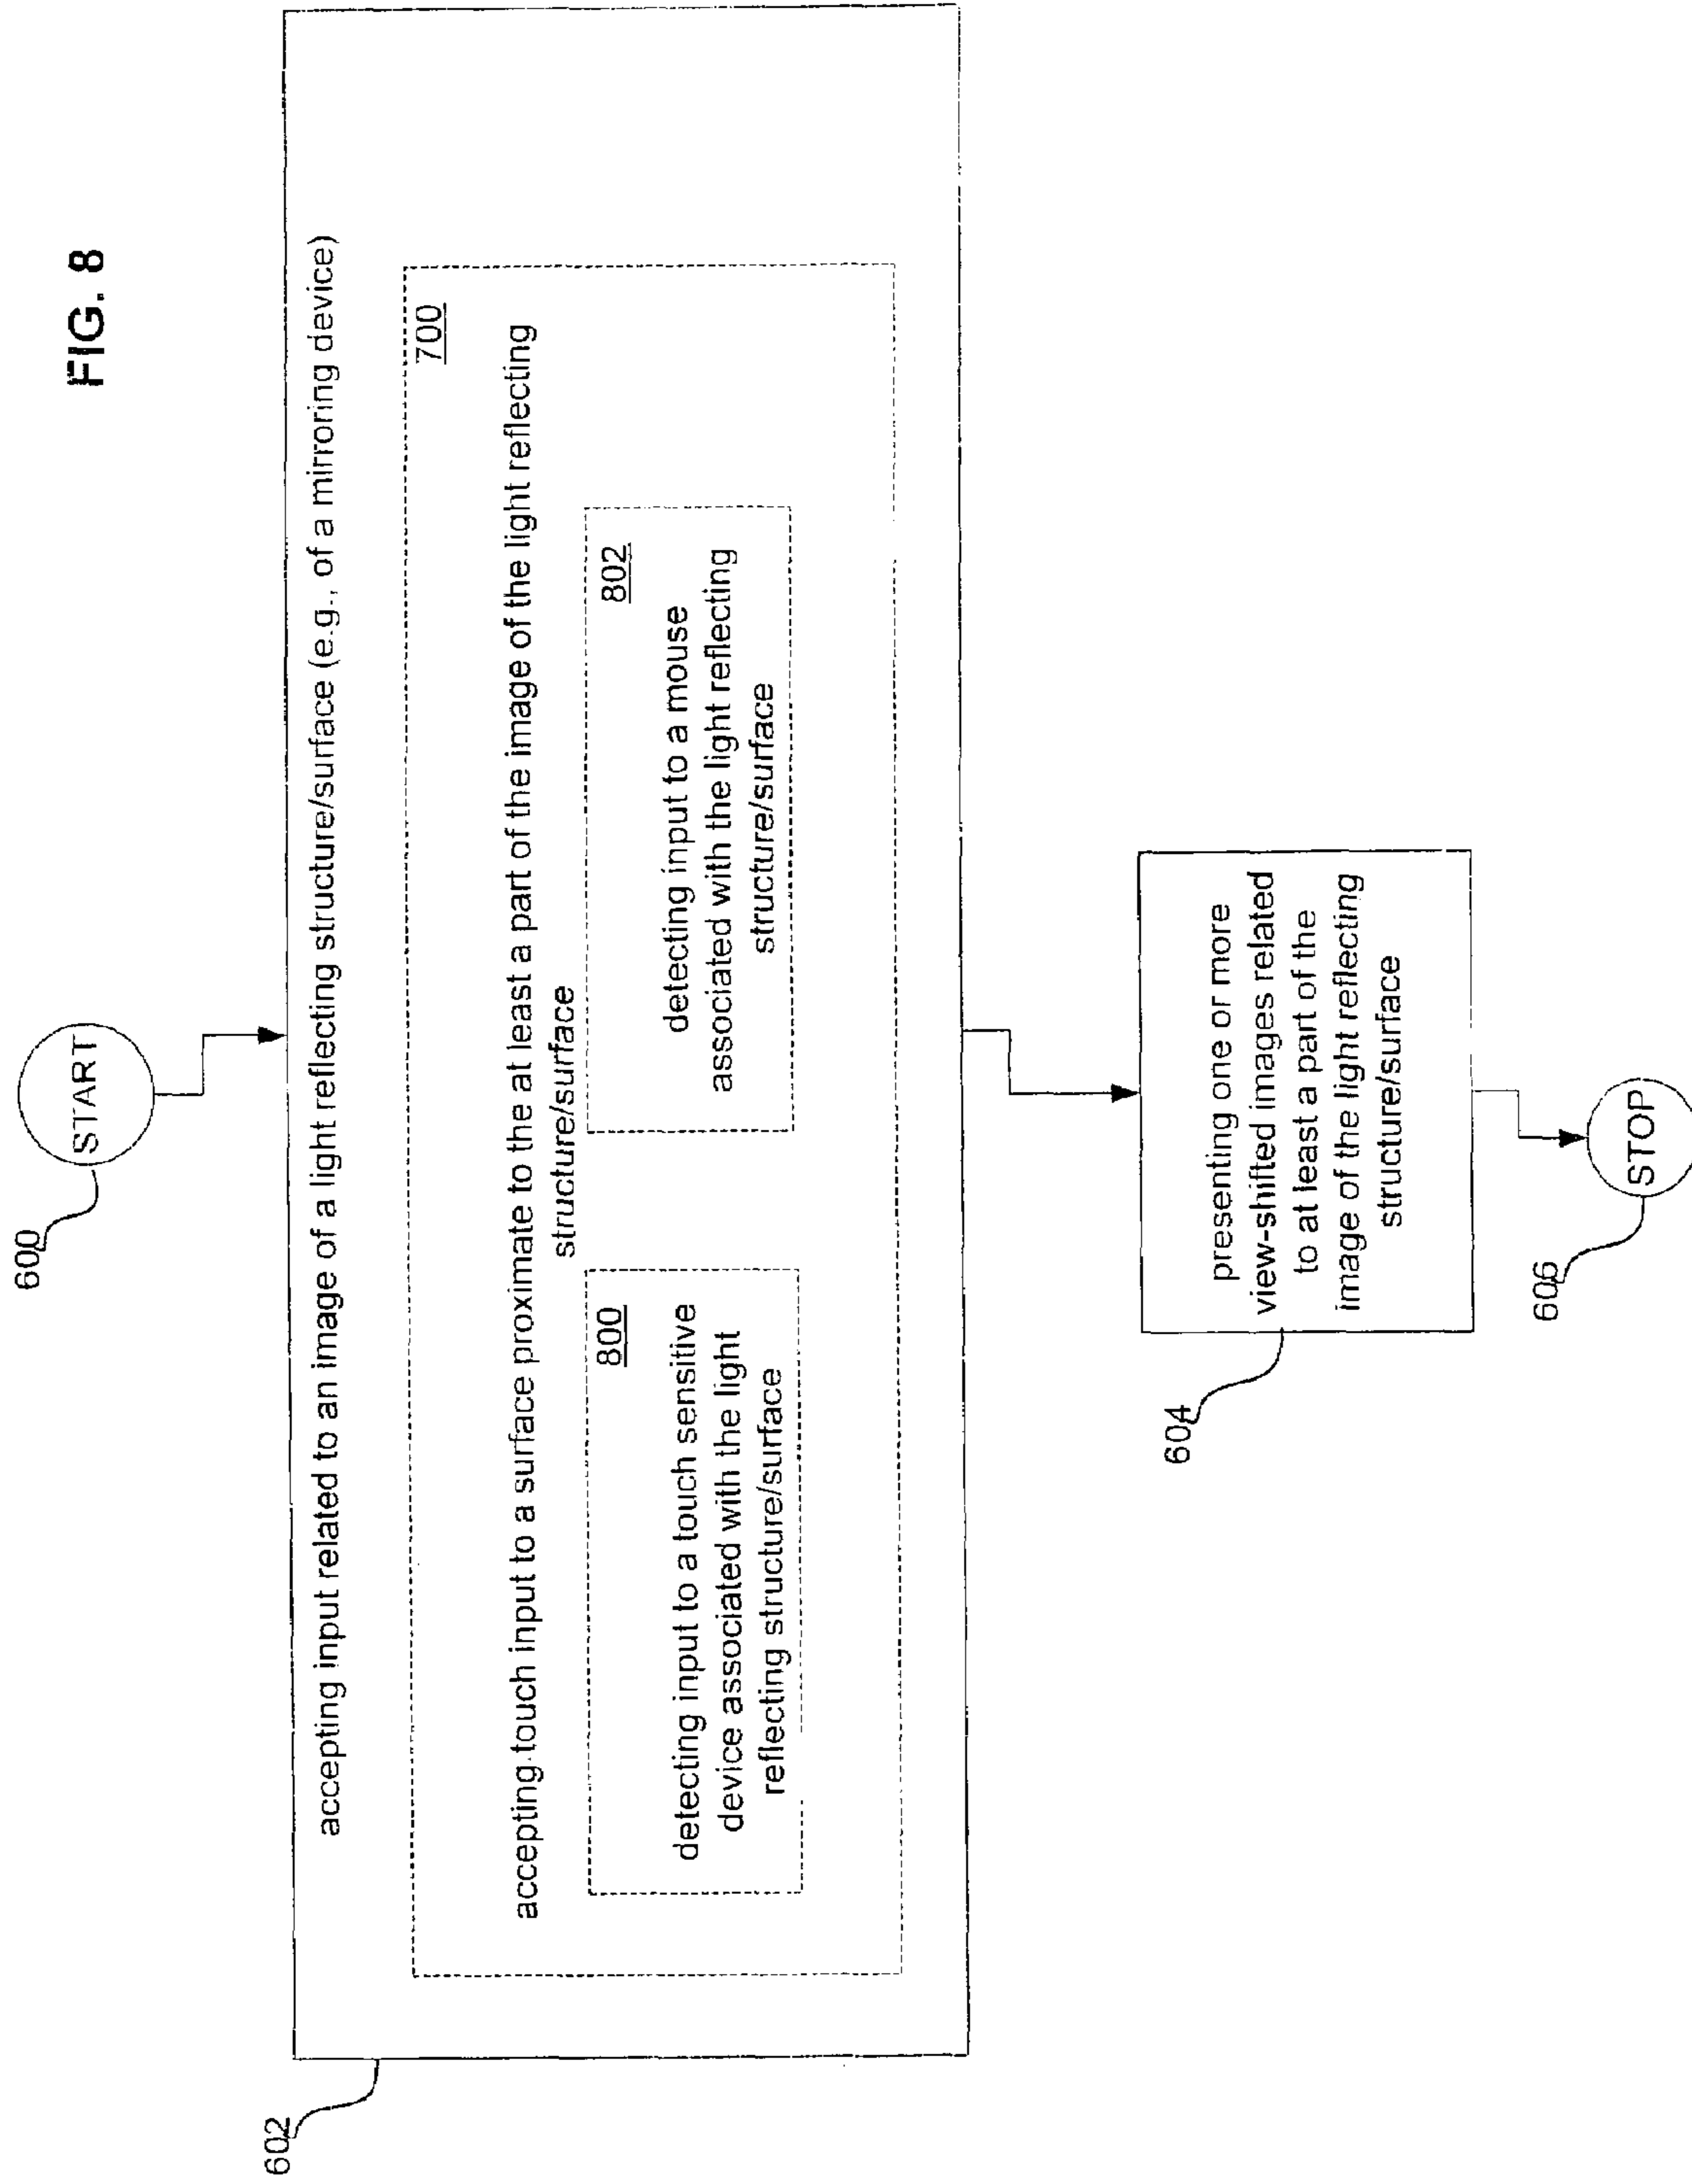 FIG. 8
600
START
602
accepting input related to an image of a light reflecting structure/surface (e.g., of a mirroring device)
700
accepting touch input to a surface proximate to the at least a part of the image of the light reflecting
structure/surface
800
detecting input to a touch sensitive
device associated with the light
reflecting structure/surface
802
detecting input to a mouse
associated with the light reflecting
structure/surface
604
presenting one or more
view-shifted images related
to at least a part of the
image of the light reflecting
structure/surface
606
STOP